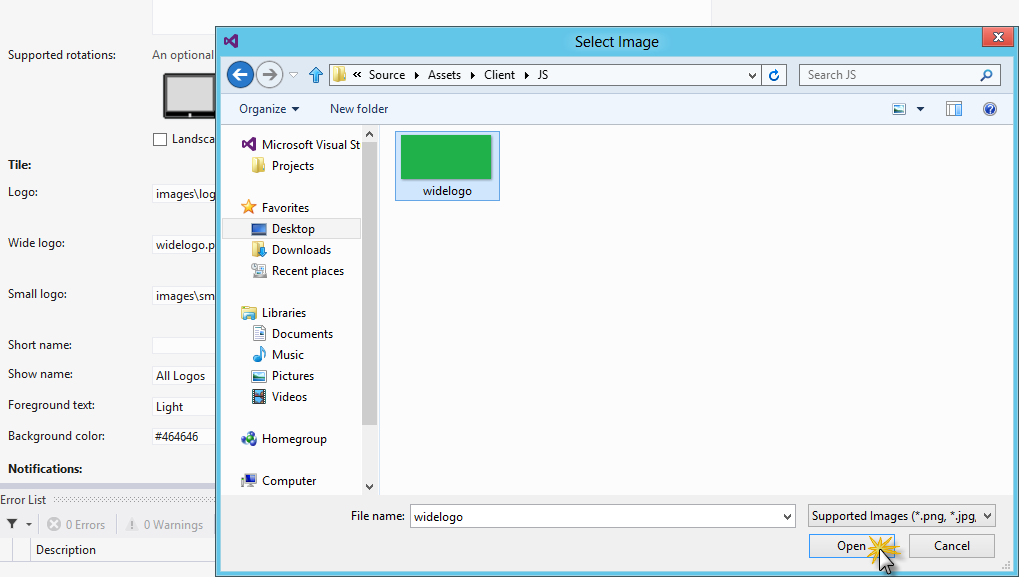 Select Image
Supported rotations:
An optional
Landsca
Tile:
Logo:
images\log
Wide logo:
widelogo.p
Small logo:
images\sm
Short name:
Show name:
All Logos
Foreground text:
Light
Background color:
#464646
Notifications:
Error List
0 Errors
0 Warnings
Description
« Source Assets Client JS
Search JS
Organize
New folder
Microsoft Visual St
Projects
Favorites
Desktop
Downloads
Recent places
Libraries
Documents
Music
Pictures
Videos
Homegroup
Computer
widelogo
File name:
widelogo
Supported Images (*.png, *.jpg,
Open
Cancel